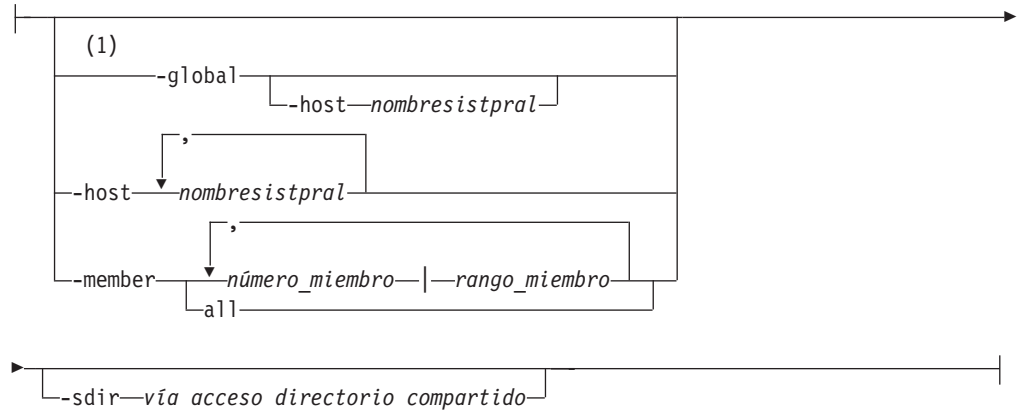 (1)
-global
-host nombresistpral
,
-host nombresistpral
,
-member número_miembro | rango_miembro
all
-sdir vía acceso directorio compartido